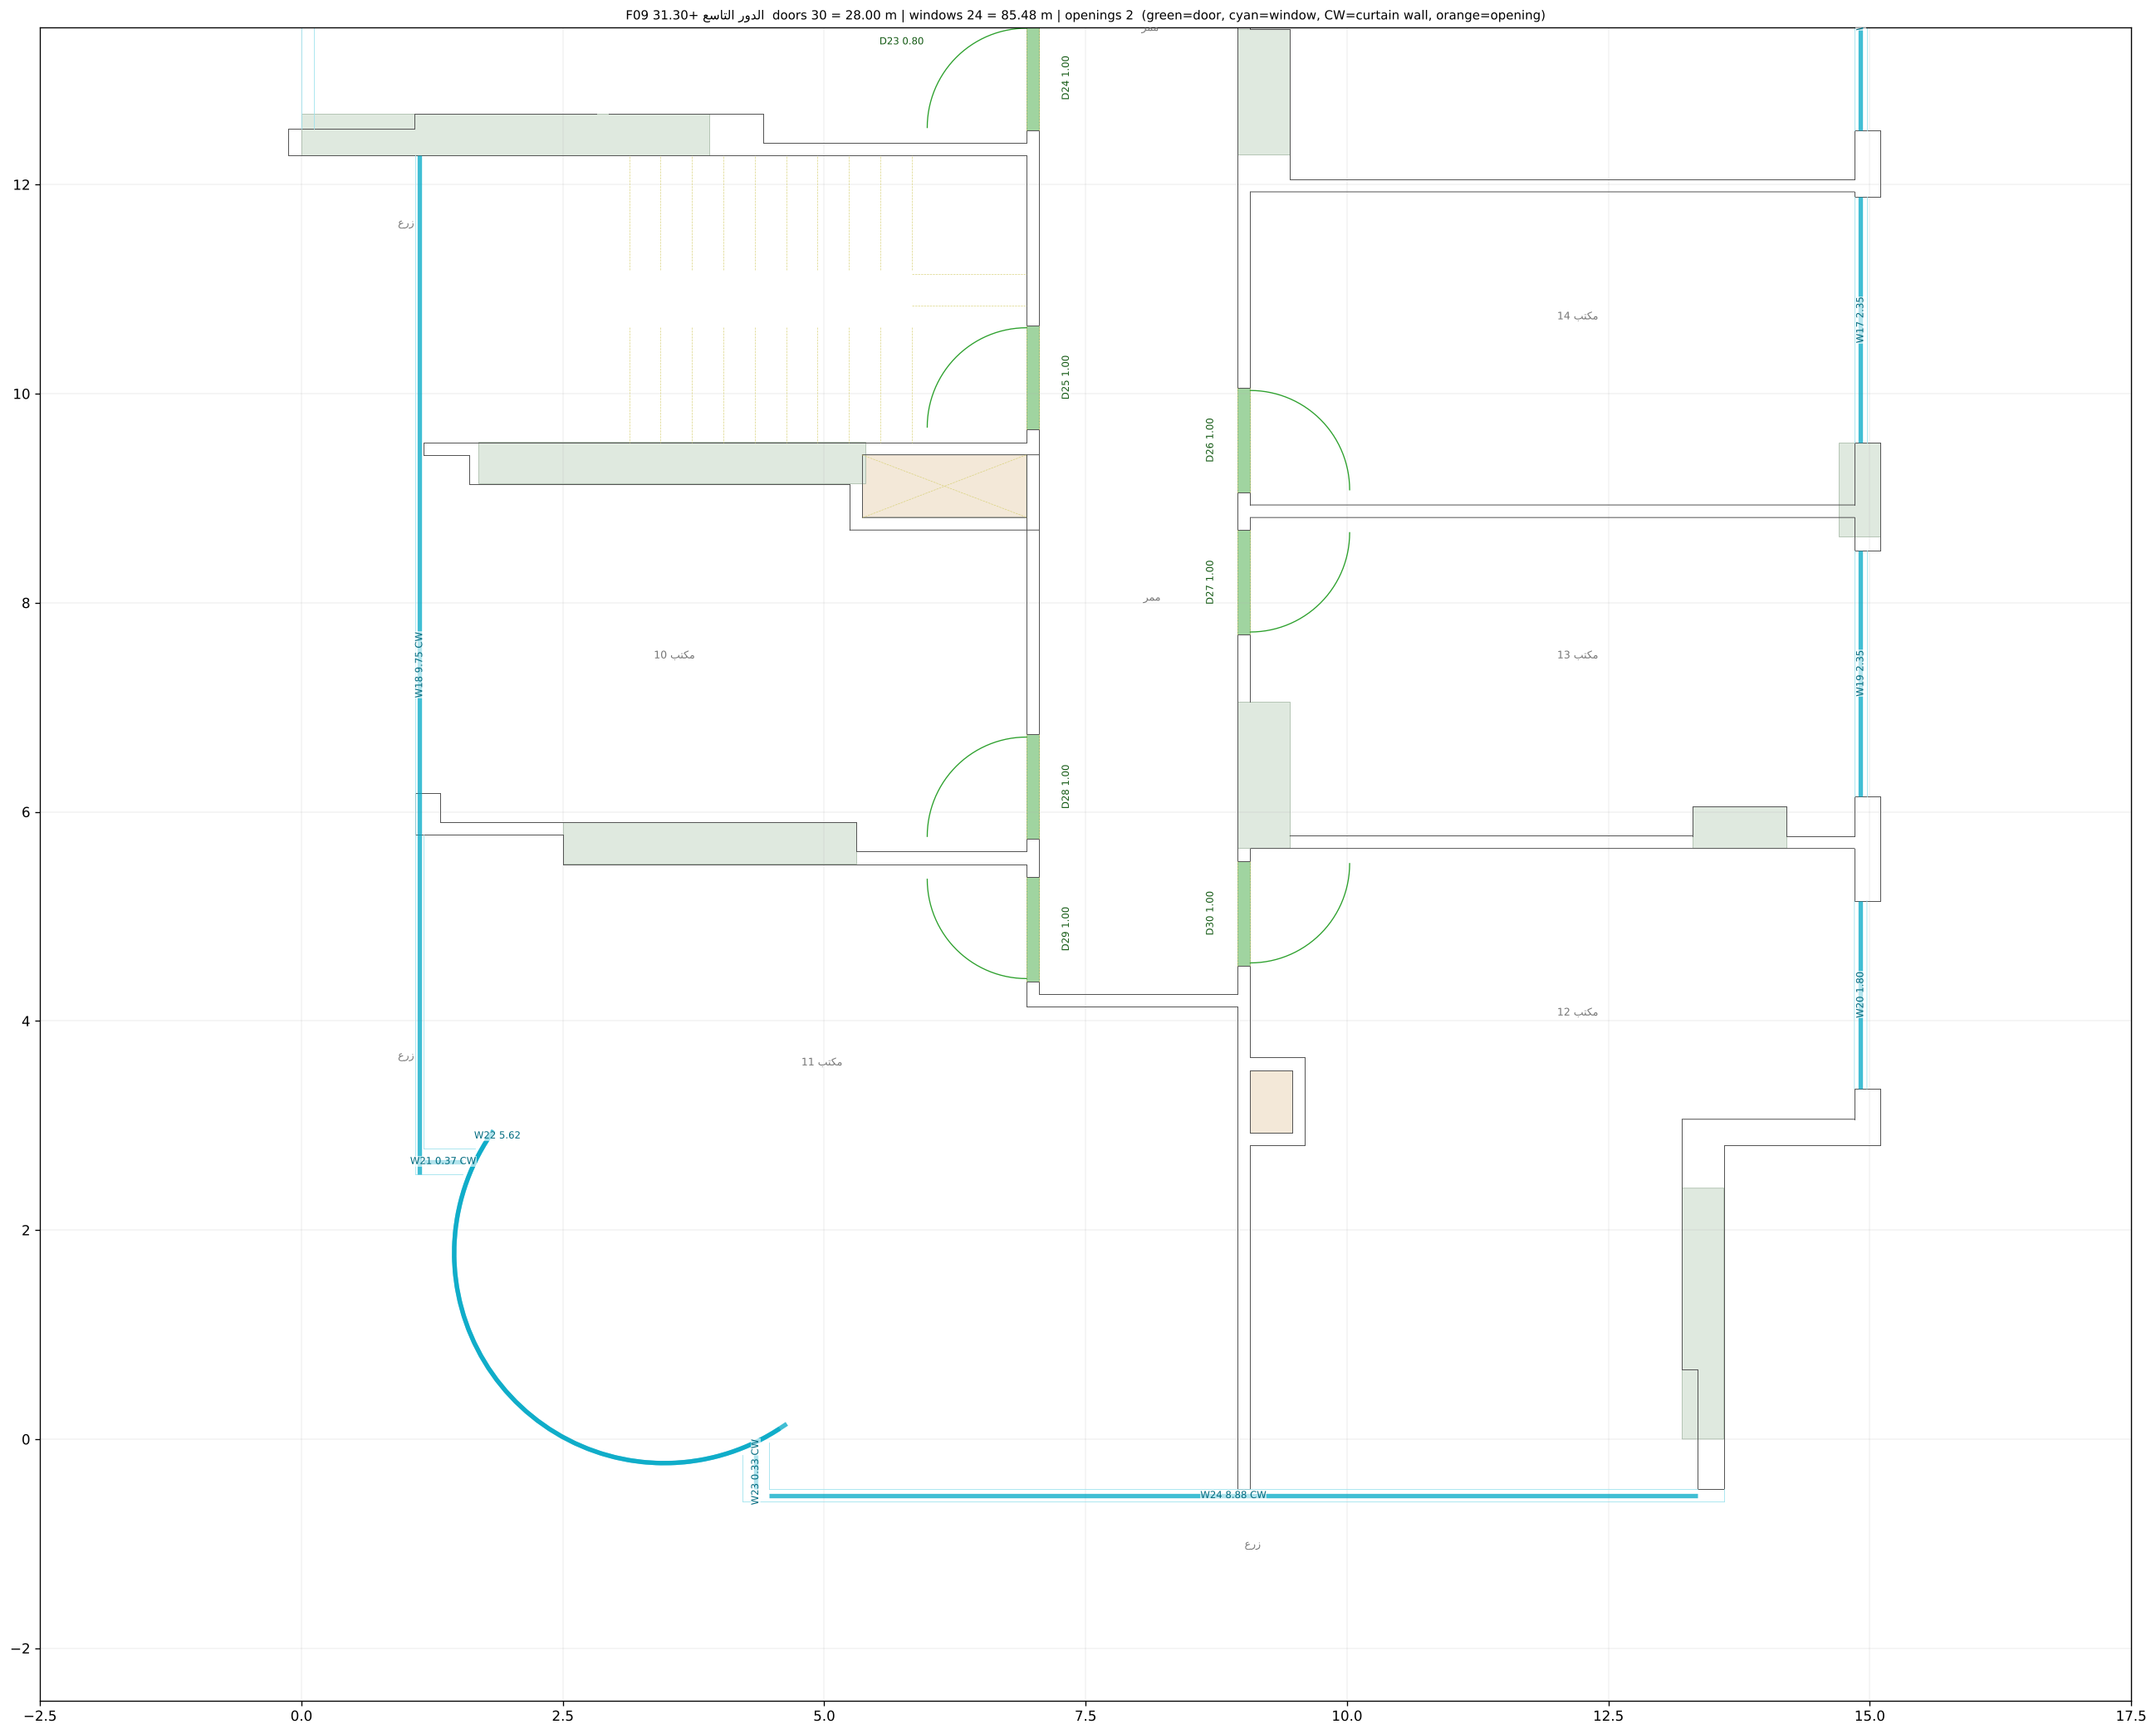 F09 31.30+ الدور التاسع doors 30 = 28.00 m | windows 24 = 85.48 m | openings 2 (green=door, cyan=window, CW=curtain wall, orange=opening)
ممر
D23 0.80
D24 1.00
12
زرع
مكتب 14
W17 2.35
10
D25 1.00
D26 1.00
8
D27 1.00
ممر
W18 9.75 CW
مكتب 10
مكتب 13
W19 2.35
6
D28 1.00
D29 1.00
D30 1.00
4
زرع
مكتب 11
مكتب 12
W20 1.80
W22 5.62
W21 0.37 CW
2
0
W23 0.33 CW
W24 8.88 CW
زرع
−2
−2.5
0.0
2.5
5.0
7.5
10.0
12.5
15.0
17.5